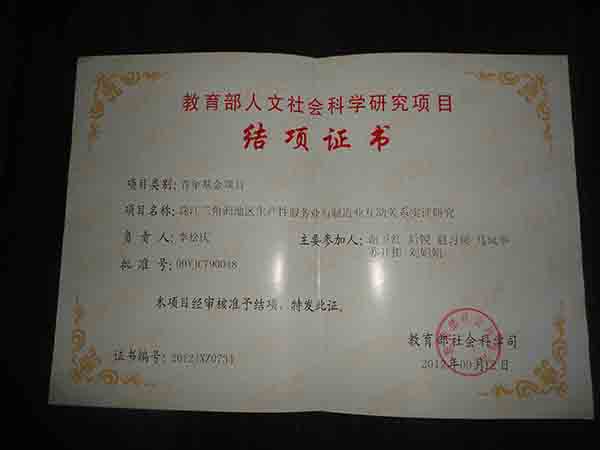 教育部人文社会科学研究项目
结项证书
项目类别: 青年基金项目
项目名称: 珠江三角洲地区生产性服务业与制造业互动关系实证研究
负责人: 李松庆 主要参加人:
批准号: 09YJC790048
本项目经审核准予结项,特发此证。
教育部社会科学司
证书编号: 2012JXZ0751 2012年09月12日